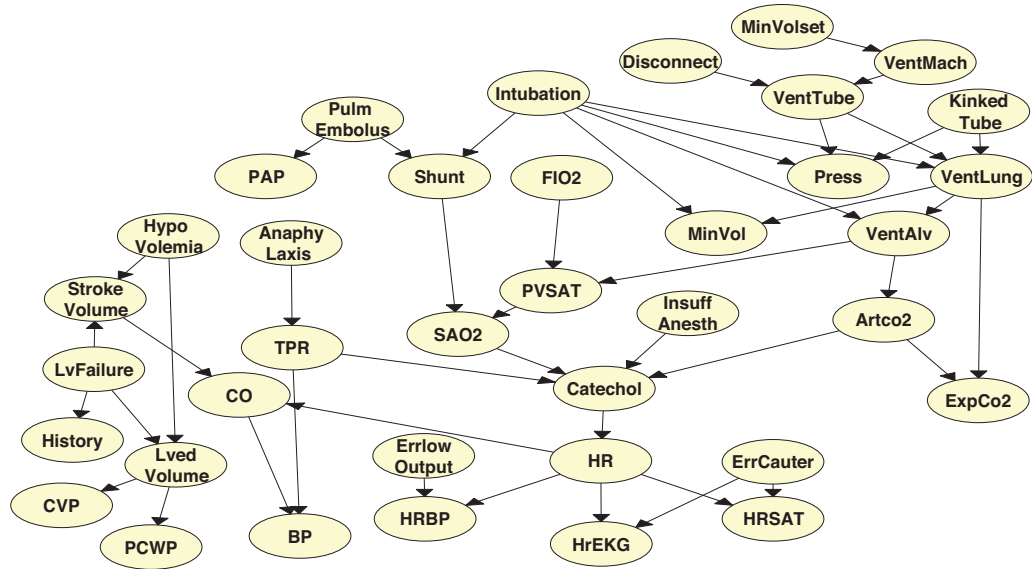 MinVolset
Disconnect
VentMach
Pulm
Embolus
Intubation
VentTube
Kinked
Tube
PAP
Shunt
FIO2
Press
VentLung
Hypo
Volemia
Anaphy
Laxis
MinVol
VentAlv
Stroke
Volume
PVSAT
Insuff
Anesth
Artco2
TPR
SAO2
LvFailure
CO
Catechol
ExpCo2
History
Lved
Volume
Errlow
Output
HR
ErrCauter
CVP
HRBP
HRSAT
PCWP
BP
HrEKG